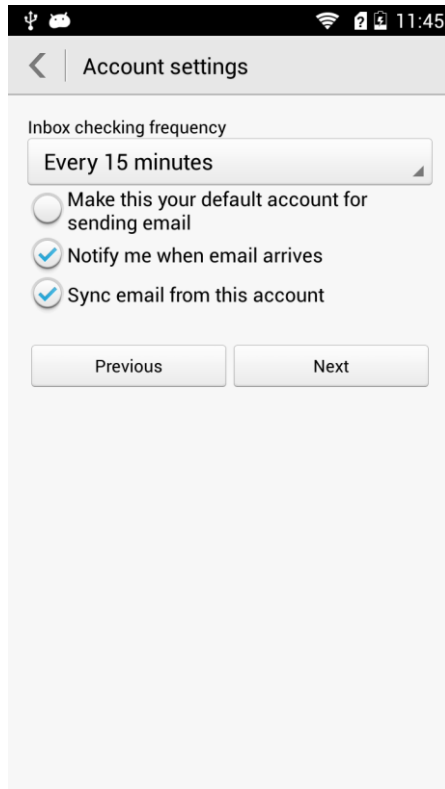 11:45
Account settings
Inbox checking frequency
Every 15 minutes
Make this your default account for
sending email
Notify me when email arrives
Sync email from this account
Previous
Next